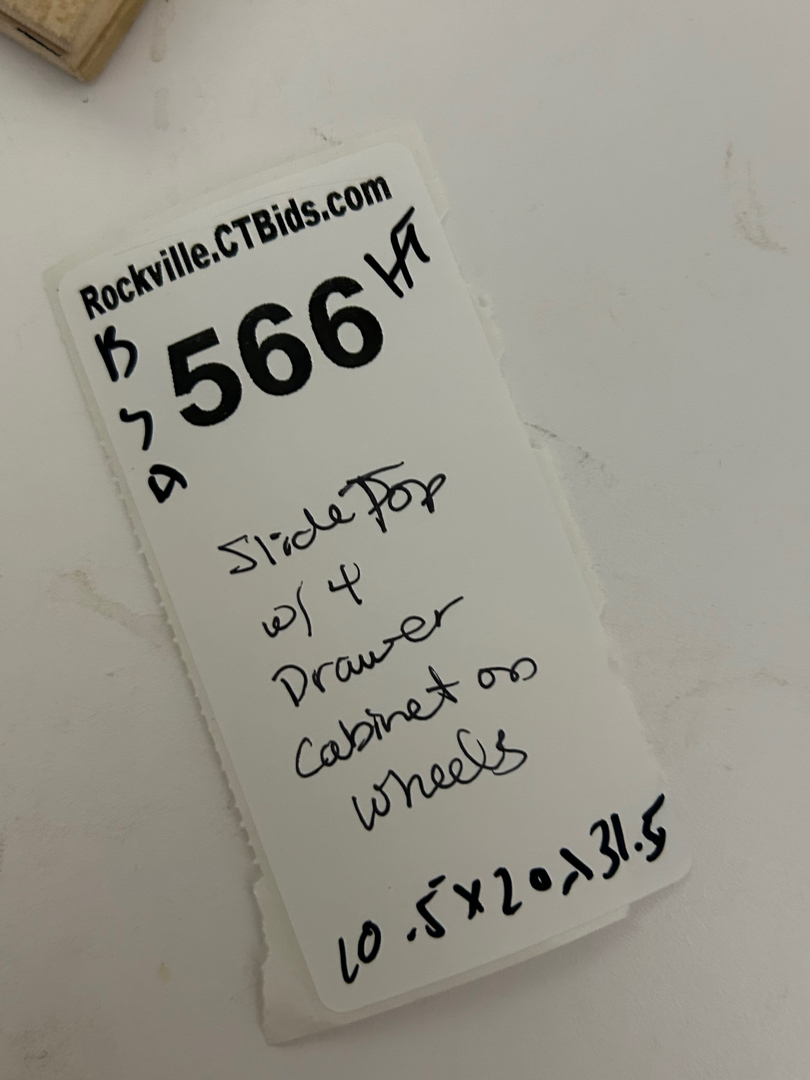 Rockville.CTBids.com
566
Slide Top
w/ 4
Drawer
Cabinet on
wheels
10.5x20x31.5